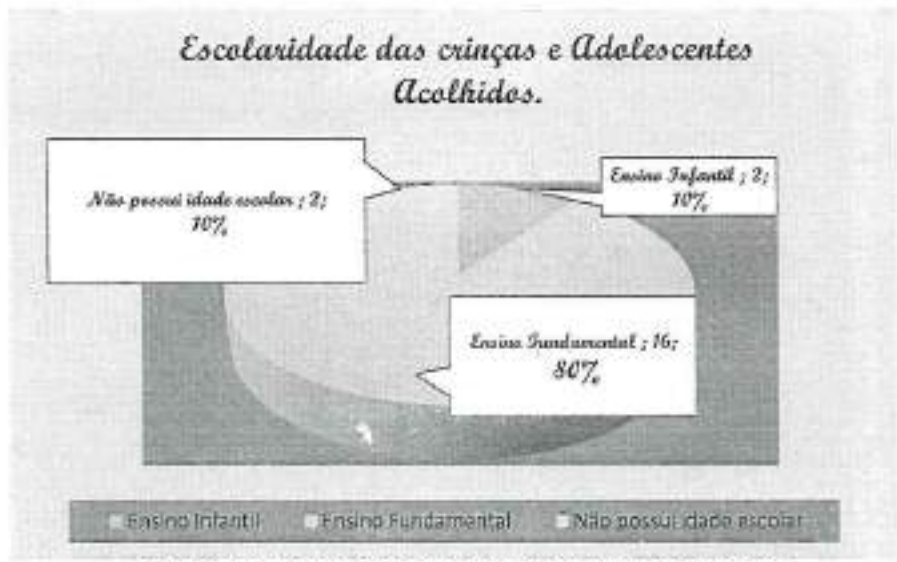 Escolaridade das crinças e Adolescentes
Acolhidos.
Não possui idade escolar ; 2;
10%
Ensino Infantil ; 2;
10%
Ensino Fundamental ; 16;
80%
Ensino Infantil Ensino Fundamental Não possui idade escolar